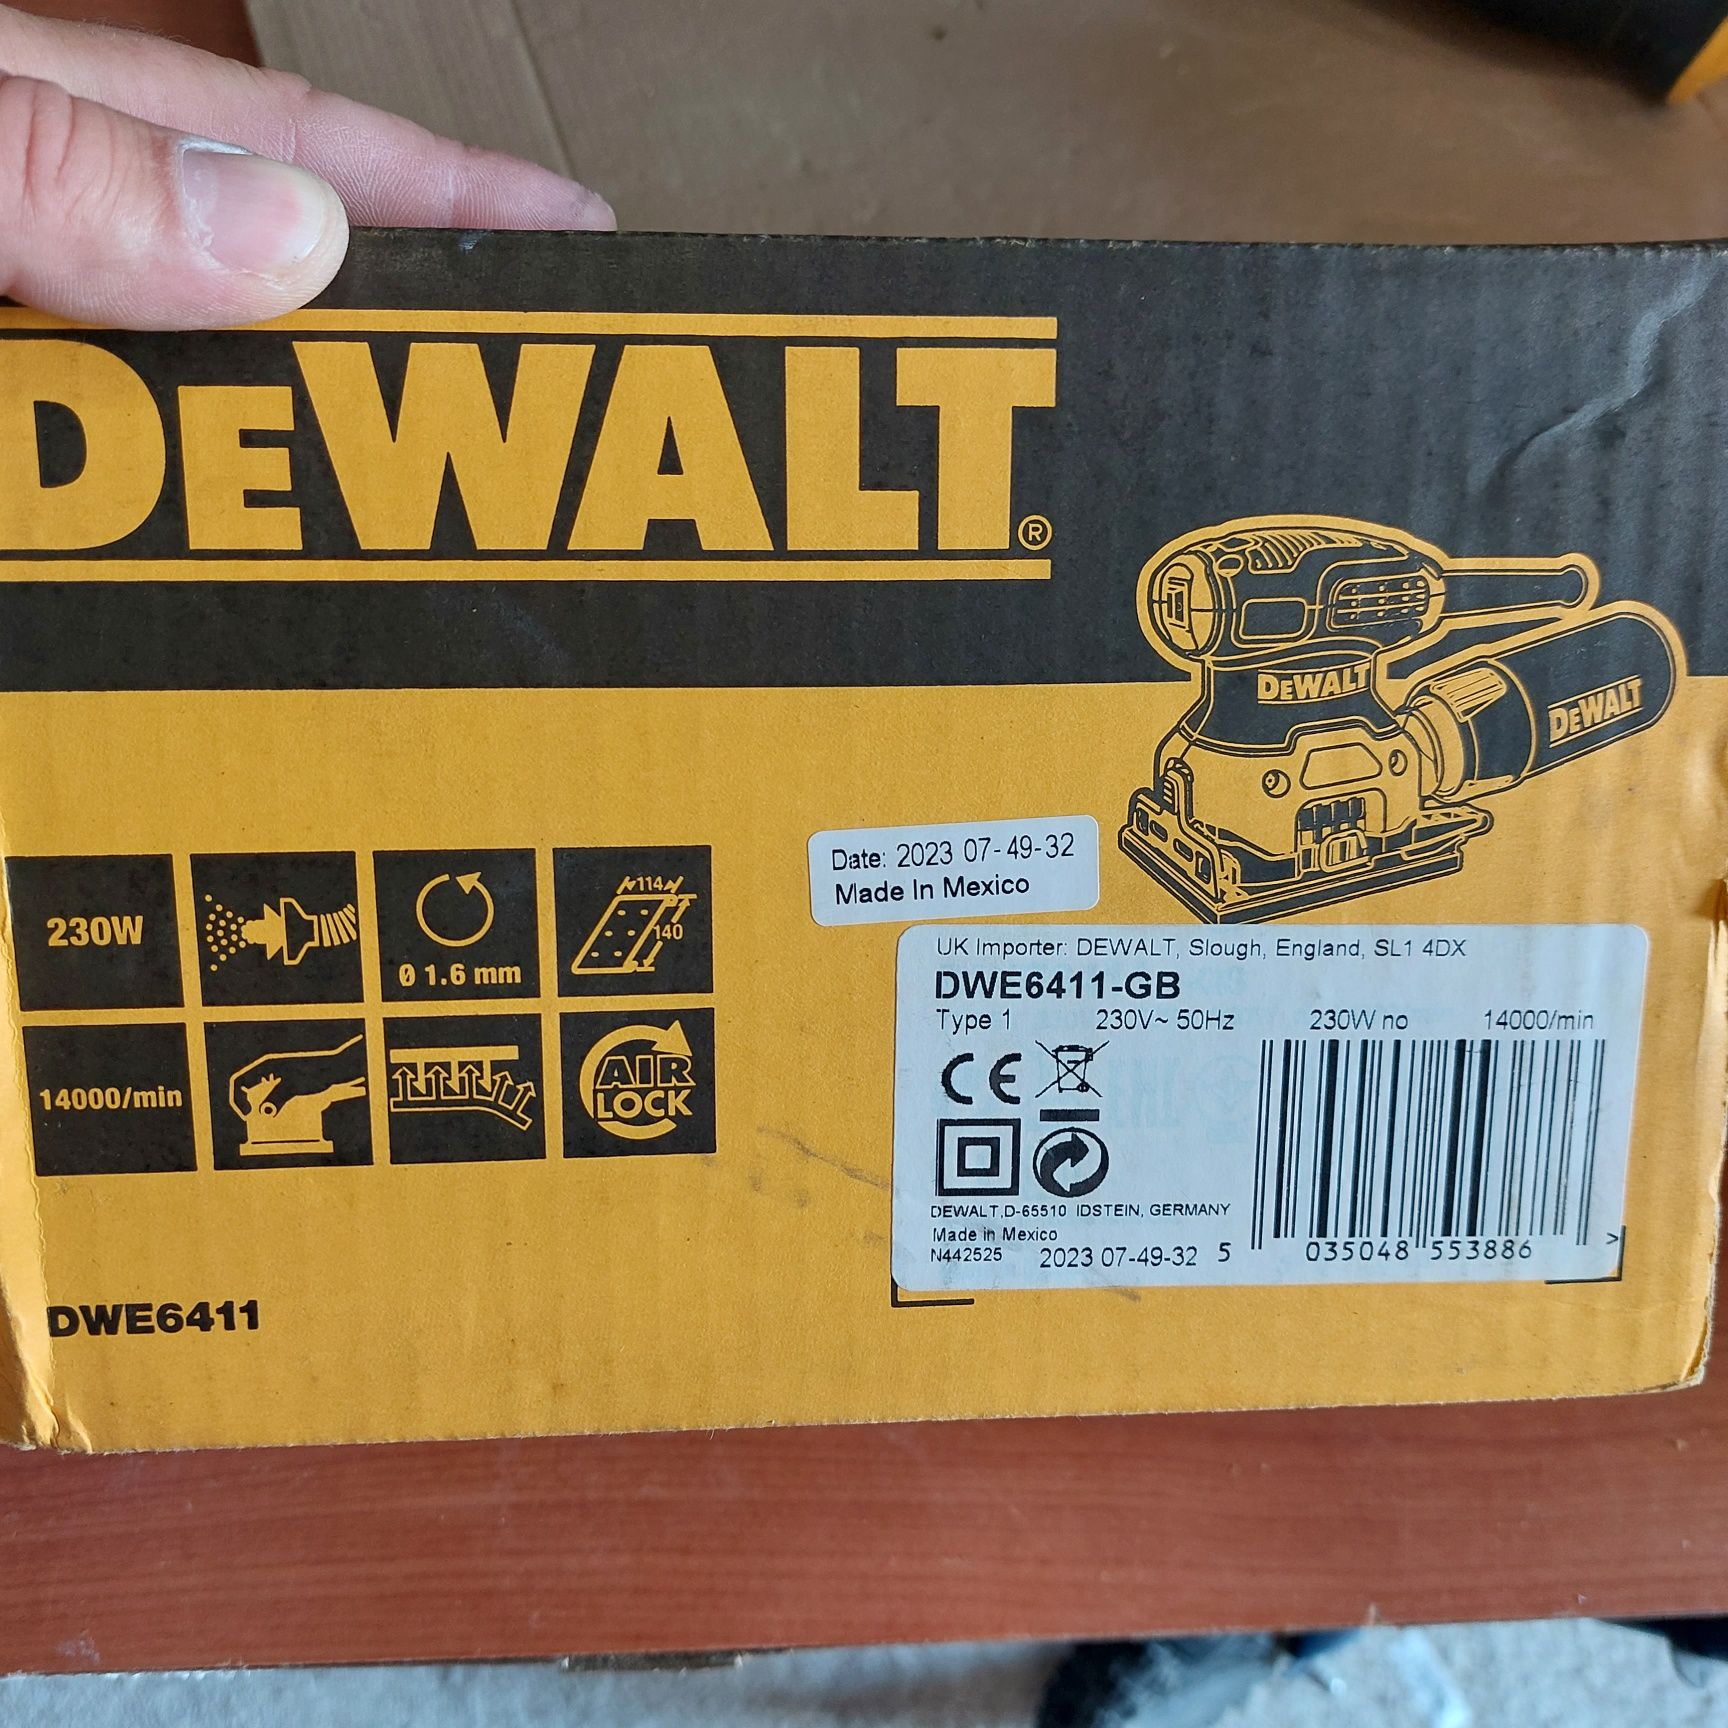 DEWALT®
DEWALT
DEWALT
230W
Ø 1.6 mm
114
140
14000/min
AIR
LOCK
Date: 2023 07-49-32
Made In Mexico
UK Importer: DEWALT, Slough, England, SL1 4DX
DWE6411-GB
Type 1 230V~ 50Hz 230W no 14000/min
CE
DEWALT,D-65510 IDSTEIN, GERMANY
Made in Mexico
N442525 2023 07-49-32 5 035048 553886 >
DWE6411